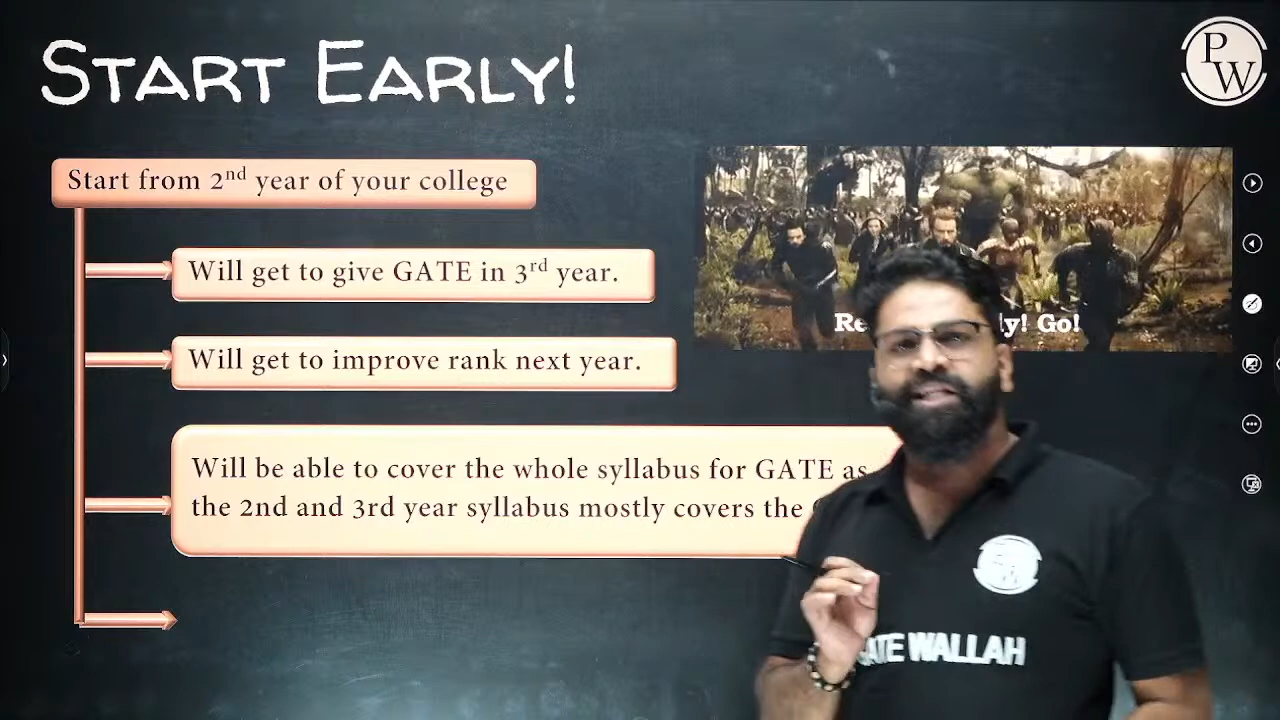 START EARLY!
PW
Start from 2nd year of your college
Will get to give GATE in 3rd year.
Will get to improve rank next year.
Will be able to cover the whole syllabus for GATE as
the 2nd and 3rd year syllabus mostly covers the
Go!
WALLAH